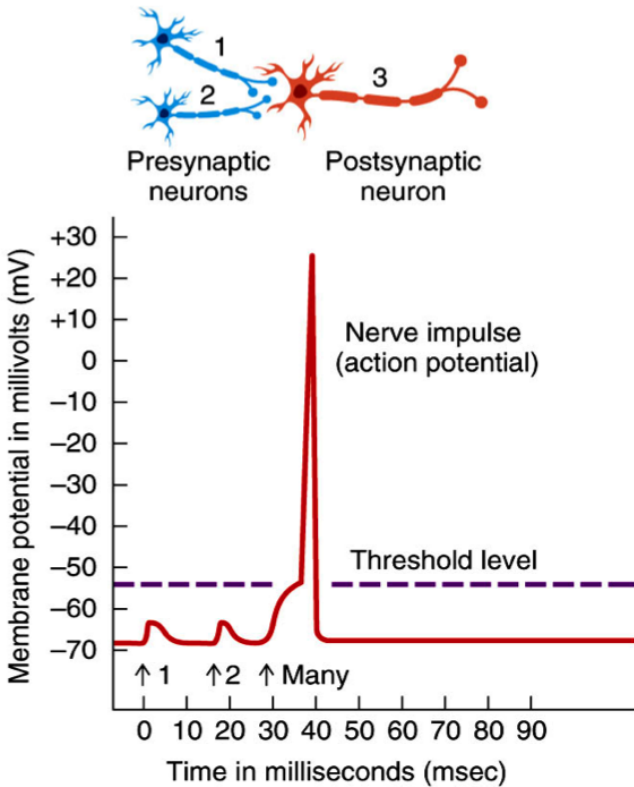 1
2
3
Presynaptic
neurons
Postsynaptic
neuron
Membrane potential in millivolts (mV)
+30
+20
+10
0
–10
–20
–30
–40
–50
–60
–70
Nerve impulse
(action potential)
Threshold level
1
2
Many
0 10 20 30 40 50 60 70 80 90
Time in milliseconds (msec)